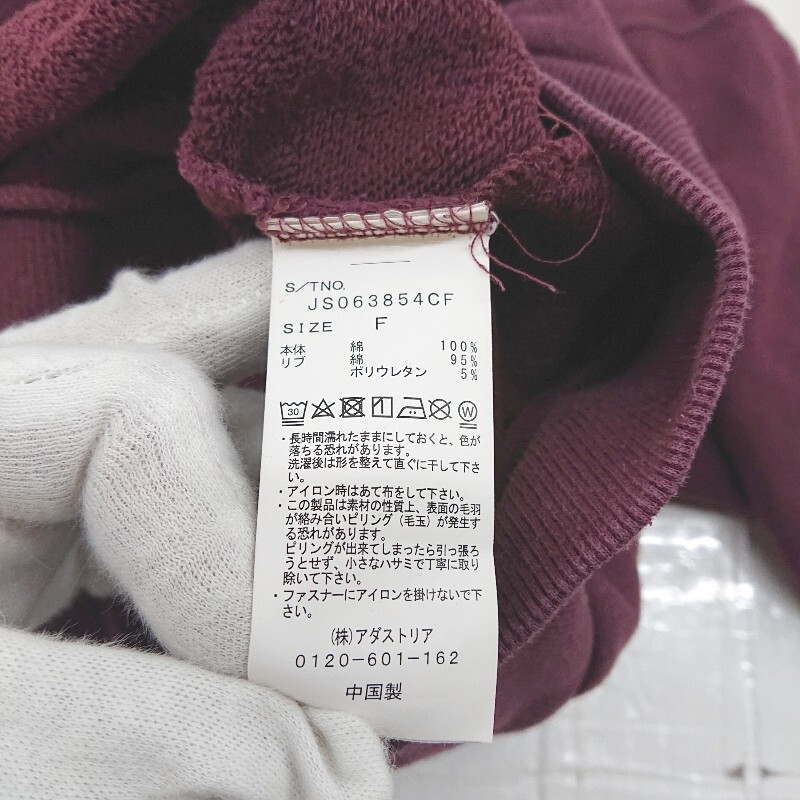 S/TNO.
JS063854CF
SIZE F
本体 綿 100%
リブ 綿 95%
ポリウレタン 5%
30 W
・長時間濡れたままにしておくと、色が
落ちる恐れがあります。
洗濯後は形を整えて直ぐに干して下さ
い。
・アイロン時はあて布をして下さい。
・この製品は素材の性質上、表面の毛羽
が絡み合いピリング（毛玉）が発生す
る恐れがあります。
ピリングが出来てしまったら引っ張ろ
うとせず、小さなハサミで丁寧に取り
除いて下さい。
・ファスナーにアイロンを掛けないで下
さい。
(株)アダストリア
0120-601-162
中国製